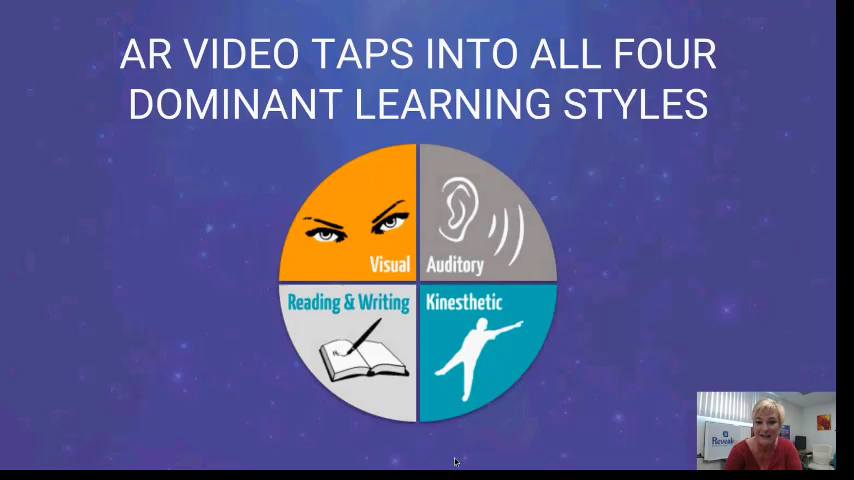 AR VIDEO TAPS INTO ALL FOUR
DOMINANT LEARNING STYLES
Visual
Auditory
Reading & Writing
Kinesthetic